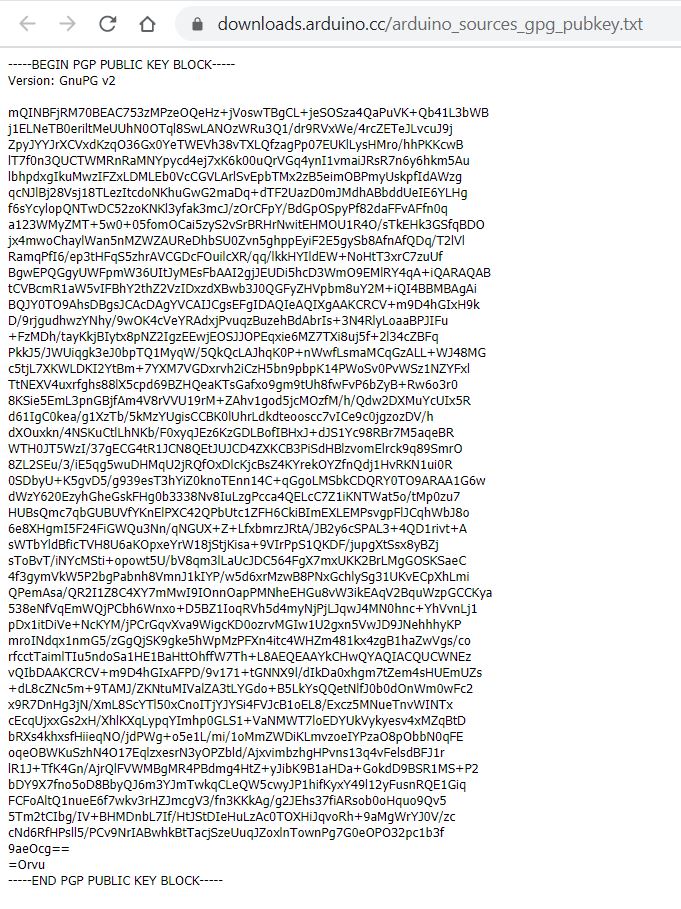 downloads.arduino.cc/arduino_sources_gpg_pubkey.txt
-----BEGIN PGP PUBLIC KEY BLOCK-----
Version: GnuPG v2
mQINBFjRM70BEAC753zMPzeOQeHz+jVoswTBgCL+jeSOSza4QaPuVK+Qb41L3bWB
j1ELNeTB0eriltMeUUhN0OTql8SwLANOzWRu3Q1/dr9RVxWe/4rcZETeJLvcuJ9j
ZpyJYYJrXCVxdKzqO36Gx0YeTWEVh38vTXLQfzagPp07EUKlLysHMro/hhPKKcwB
lT7f0n3QUCTWMRnRaMNYpycd4ej7xK6k00uQrVGq4ynI1vmaiJRsR7n6y6hkm5Au
lbhpdxgIkuMwzIFZxLDMLEb0VcCGVLArlSvEpbTMx2zB5eimOBPmyUskpfIdAWzg
qcNJlBj28Vsj18TLezItcdoNKhuGwG2maDq+dTF2UazD0mJMdhABbddUeIE6YLHg
f6sYcylopQNTwDC52zoKNKl3yfak3mcJ/zOrCFpY/BdGpOSpyPf82daFFvAFfn0q
a123WMyZMT+5w0+05fomOCai5zyS2vSrBRHrNwitEHMOU1R4O/sTkEHk3GSfqBDO
jx4mwoChaylWan5nMZWZAUReDhbSU0Zvn5ghppEyiF2E5gySb8AfnAfQDq/T2lVl
RamqPfI6/ep3tHFqS5zhrAVCGDcFOuilcXR/qq/lkkHYIldEW+NoHtT3xrC7zuUf
BgwEPQGgyUWFpmW36UItJyMEsFbAAI2gjJEUDi5hcD3WmO9EMlRY4qA+iQARAQAB
tCVBcmR1aW5vIFBhY2thZ2VzIDxzdXBwb3J0QGFyZHVpbm8uY2M+iQI4BBMBAgAi
BQJY0TO9AhsDBgsJCAcDAgYVCAIJCgsEFgIDAQIeAQIXgAAKCRCV+m9D4hGIxH9k
D/9rjgudhwzYNhy/9wOK4cVeYRAdxjPvuqzBuzehBdAbrIs+3N4RlyLoaaBPJIFu
+FzMDh/tayKkjBIytx8pNZ2IgzEEwjEOSJJOPEqxie6MZ7TXi8uj5f+2l34cZBFq
PkkJ5/JWUiqgk3eJ0bpTQ1MyqW/5QkQcLAJhqK0P+nWwfLsmaMCqGzALL+WJ48MG
c5tjL7XKWLDKI2YtBm+7YXM7VGDxrvh2iCzH5bn9pbpK14PWoSv0PvWSz1NZYFxl
TtNEXV4uxrfghs88lX5cpd69BZHQeaKTsGafxo9gm9tUh8fwFvP6bZyB+Rw6o3r0
8KSie5EmL3pnGBjfAm4V8rVVU19rM+ZAhv1god5jcMOzfM/h/Qdw2DXMuYcUIx5R
d61IgC0kea/g1XzTb/5kMzYUgisCCBK0lUhrLdkdteooscc7vICe9c0jgzozDV/h
dXOuxkn/4NSKuCtlLhNKb/F0xyqJEz6KzGDLBofIBHxJ+dJS1Yc98RBr7M5aqeBR
WTH0JT5WzI/37gECG4tR1JCN8QEtJUJCD4ZXKCB3PiSdHBlzvomElrck9q89SmrO
8ZL2SEu/3/iE5qg5wuDHMqU2jRQfOxDlcKjcBsZ4KYrekOYZfnQdj1HvRKN1ui0R
0SDbyU+K5gvD5/g939esT3hYiZ0knoTEnn14C+qGgoLMSbkCDQRY0TO9ARAA1G6w
dWzY620EzyhGheGskFHg0b3338Nv8IuLzgPcca4QELcC7Z1iKNTWat5o/tMp0zu7
HUBsQmc7qbGUBUVfYKnElPXC42QPbUtc1ZFH6CkiBImEXLEMPsvgpFlJCqhWbJ8o
6e8XHgmI5F24FiGWQu3Nn/qNGUX+Z+LfxbmrzJRtA/JB2y6cSPAL3+4QD1rivt+A
sWTbYldBficTVH8U6aKOpxeYrW18jStjKisa+9VIrPpS1QKDF/jupgXtSsx8yBZj
sToBvT/iNYcMSti+opowt5U/bV8qm3lLaUcJDC564FgX7mxUKK2BrLMgGOSKSaeC
4f3gymVkW5P2bgPabnh8VmnJ1kIYP/w5d6xrMzwB8PNxGchlySg31UKvECpXhLmi
QPemAsa/QR2I1Z8C4XY7mMwI9IOnnOapPMNheEHGu8vW3ikEAqV2BquWzpGCCKya
538eNfVqEmWQjPCbh6Wnxo+D5BZ1IoqRVh5d4myNjPjLJqwJ4MN0hnc+YhVvnLj1
pDx1itDiVe+NcKYM/jPCrGqvXva9WigcKD0ozrvMGIw1U2gxn5VwJD9JNehhhyKP
mroINdqx1nmG5/zGgQjSK9gke5hWpMzPFXn4itc4WHZm481kx4zgB1haZwVgs/co
rfcctTaimlTIu5ndoSa1HE1BaHttOhffW7Th+L8AEQEAAYkCHwQYAQIACQUCWNEz
vQIbDAAKCRCV+m9D4hGIxAFPD/9v171+tGNNX9l/dIkDa0xhgm7tZem4sHUEmUZs
+dL8cZNc5m+9TAMJ/ZKNtuMIValZA3tLYGdo+B5LkYsQQetNlfJ0b0dOnWm0wFc2
x9R7DnHg3jN/XmL8ScYTl50xCnoITjYJYSi4FVJcB1oEL8/Excz5MNueTnvWINTx
cEcqUjxxGs2xH/XhlKXqLypqYImhp0GLS1+VaNMWT7loEDYUkVykyesv4xMZqBtD
bRXs4khxsfHiieqNO/jdPWg+o5e1L/mi/1oMmZWDiKLmvzoeIYPzaO8pObbN0qFE
oqeOBWKuSzhN4O17EqlzxesrN3yOPZbld/AjxvimbzhgHPvns13q4vFelsdBFJ1r
lR1J+TfK4Gn/AjrQlFVWMBgMR4PBdmg4HtZ+yJibK9B1aHDa+GokdD9BSR1MS+P2
bDY9X7fno5oD8BbyQJ6m3YJmTwkqCLeQW5cwyJP1hifKyxY49l12yFusnRQE1Giq
FCFoAltQ1nueE6f7wkv3rHZJmcgV3/fn3KKkAg/g2JEhs37fiARsob0oHquo9Qv5
5Tm2tCIbg/IV+BHMDnbL7If/HtJStDIeHuLzAc0TOXHiJqvoRh+9aMgWrYJ0V/zc
cNd6RfHPsll5/PCv9NrIABwhkBtTacjSzeUuqJZoxlnTownPg7G0eOPO32pc1b3f
9aeOcg==
=Orvu
-----END PGP PUBLIC KEY BLOCK-----